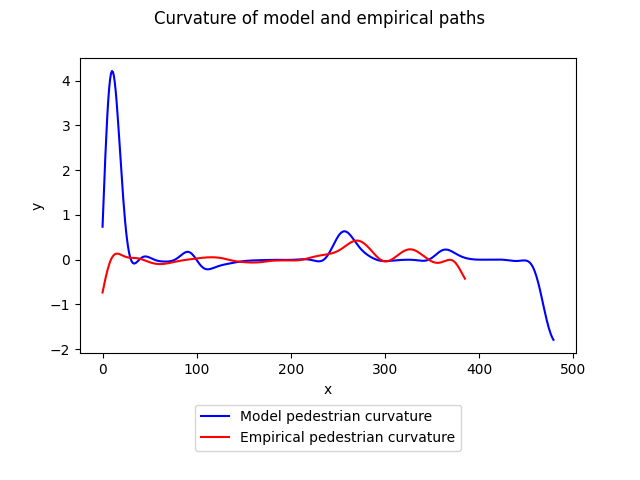 Curvature of model and empirical paths
4
3
2
1
0
−1
−2
y
0 100 200 300 400 500
x
Model pedestrian curvature
Empirical pedestrian curvature